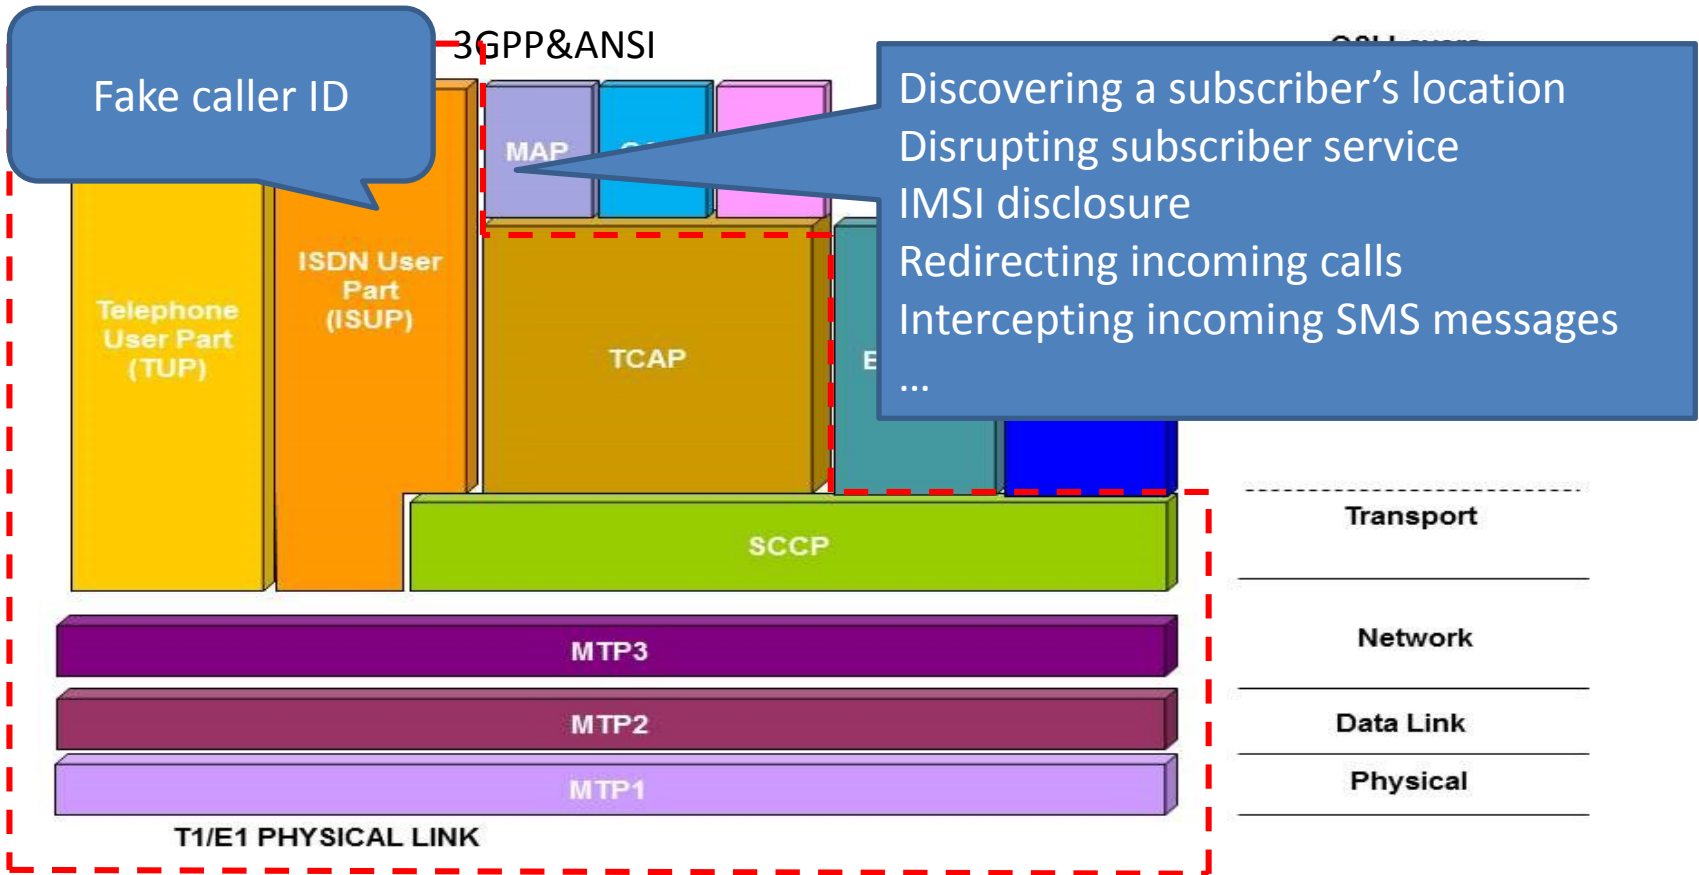 3GPP&ANSI
Fake caller ID
Discovering a subscriber’s location
Disrupting subscriber service
IMSI disclosure
Redirecting incoming calls
Intercepting incoming SMS messages
…
MAP
ISDN User
Part
(ISUP)
Telephone
User Part
(TUP)
TCAP
SCCP
Transport
MTP3
Network
MTP2
Data Link
MTP1
Physical
T1/E1 PHYSICAL LINK